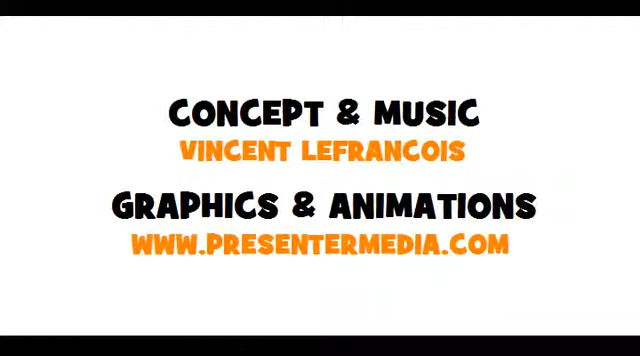 CONCEPT & MUSIC
VINCENT LEFRANCOIS
GRAPHICS & ANIMATIONS
WWW.PRESENTERMEDIA.COM